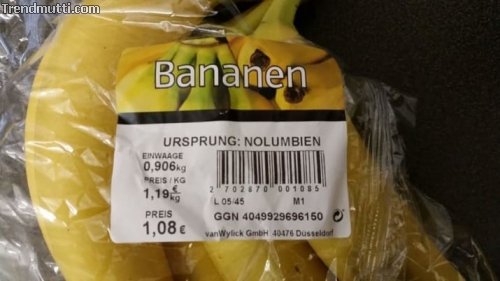 Trendmutti.com
Bananen
URSPRUNG: NOLUMBIEN
EINWAAGE
0,906kg
PREIS / KG
1,19 €/kg
PREIS
1,08 €
2 702870 001085
L 05/45 M1
GGN 4049929696150
vanWylick GmbH 40476 Düsseldorf